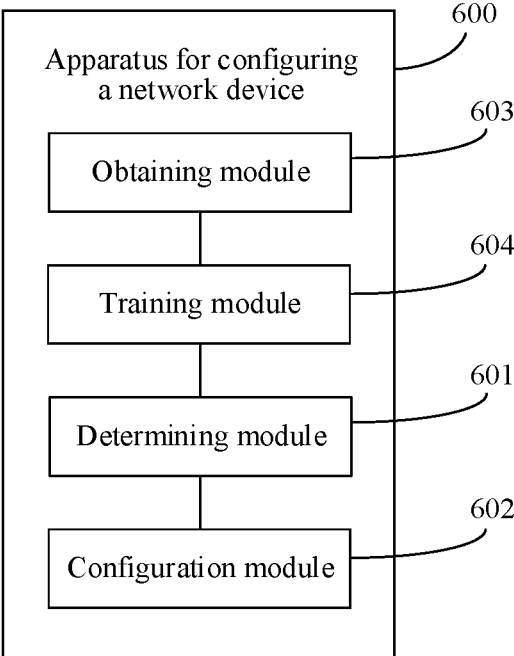 600
Apparatus for configuring
a network device
603
Obtaining module
604
Training module
601
Determining module
602
Configuration module